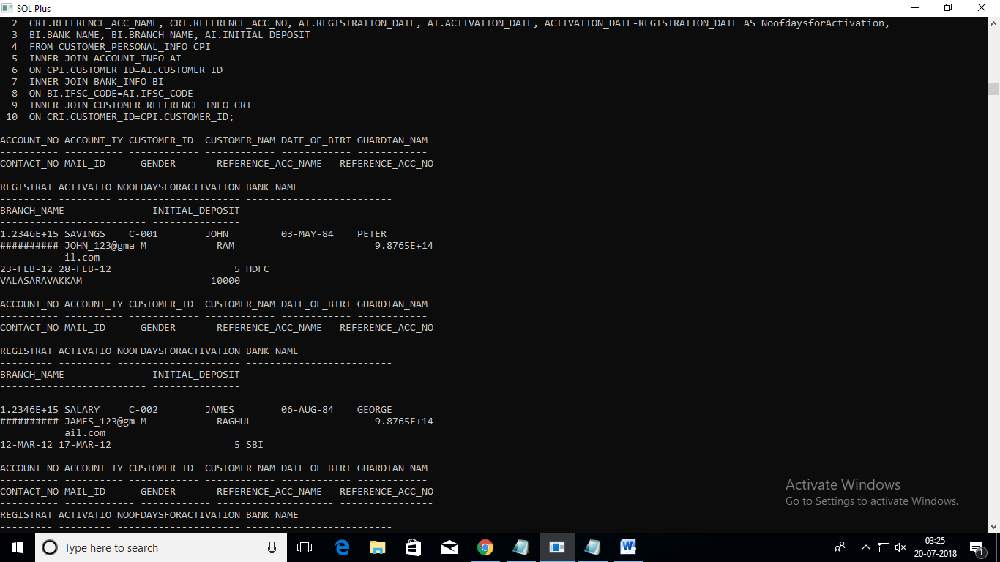 SQL Plus
2 CRI.REFERENCE_ACC_NAME, CRI.REFERENCE_ACC_NO, AI.REGISTRATION_DATE, AI.ACTIVATION_DATE, ACTIVATION_DATE-REGISTRATION_DATE AS NoofdaysforActivation,
3 BI.BANK_NAME, BI.BRANCH_NAME, AI.INITIAL_DEPOSIT
4 FROM CUSTOMER_PERSONAL_INFO CPI
5 INNER JOIN ACCOUNT_INFO AI
6 ON CPI.CUSTOMER_ID=AI.CUSTOMER_ID
7 INNER JOIN BANK_INFO BI
8 ON BI.IFSC_CODE=AI.IFSC_CODE
9 INNER JOIN CUSTOMER_REFERENCE_INFO CRI
10 ON CRI.CUSTOMER_ID=CPI.CUSTOMER_ID;
ACCOUNT_NO ACCOUNT_TY CUSTOMER_ID CUSTOMER_NAM DATE_OF_BIRT GUARDIAN_NAM
---------- ---------- ------------ ------------ ------------ ------------
CONTACT_NO MAIL_ID GENDER REFERENCE_ACC_NAME REFERENCE_ACC_NO
---------- ------------ ------------ -------------------- ----------------
REGISTRAT ACTIVATIO NOOFDAYSFORACTIVATION BANK_NAME
--------- --------- --------------------- -------------------------
BRANCH_NAME INITIAL_DEPOSIT
------------------------- ---------------
1.2346E+15 SAVINGS C-001 JOHN 03-MAY-84 PETER
########## JOHN_123@gma M RAM 9.8765E+14
il.com
23-FEB-12 28-FEB-12 5 HDFC
VALASARAVAKKAM 10000
ACCOUNT_NO ACCOUNT_TY CUSTOMER_ID CUSTOMER_NAM DATE_OF_BIRT GUARDIAN_NAM
---------- ---------- ------------ ------------ ------------ ------------
CONTACT_NO MAIL_ID GENDER REFERENCE_ACC_NAME REFERENCE_ACC_NO
---------- ------------ ------------ -------------------- ----------------
REGISTRAT ACTIVATIO NOOFDAYSFORACTIVATION BANK_NAME
--------- --------- --------------------- -------------------------
BRANCH_NAME INITIAL_DEPOSIT
------------------------- ---------------
1.2346E+15 SALARY C-002 JAMES 06-AUG-84 GEORGE
########## JAMES_123@gm M RAGHUL 9.8765E+14
ail.com
12-MAR-12 17-MAR-12 5 SBI
ACCOUNT_NO ACCOUNT_TY CUSTOMER_ID CUSTOMER_NAM DATE_OF_BIRT GUARDIAN_NAM
---------- ---------- ------------ ------------ ------------ ------------
CONTACT_NO MAIL_ID GENDER REFERENCE_ACC_NAME REFERENCE_ACC_NO
---------- ------------ ------------ -------------------- ----------------
REGISTRAT ACTIVATIO NOOFDAYSFORACTIVATION BANK_NAME
--------- --------- --------------------- -------------------------
Activate Windows
Go to Settings to activate Windows.
Type here to search
03:25
20-07-2018
1